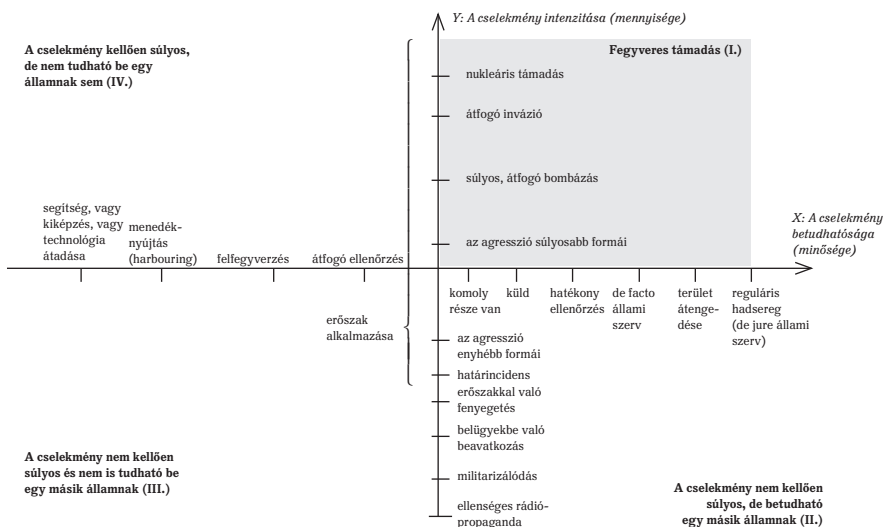 Y: A cselekmény intenzitása (mennyisége)
A cselekmény kellően súlyos,
de nem tudható be egy
államnak sem (IV.)
Fegyveres támadás (I.)
nukleáris támadás
átfogó invázió
súlyos, átfogó bombázás
az agresszió súlyosabb formái
X: A cselekmény
betudhatósága
(minősége)
segítség, vagy
kiképzés, vagy
technológia
átadása
menedék-
nyújtás
(harbouring)
felfegyverzés
átfogó ellenőrzés
komoly
része van
küld
hatékony
ellenőrzés
de facto
állami
szerv
terület
átenge-
dése
reguláris
hadsereg
(de jure állami
szerv)
erőszak
alkalmazása
az agresszió
enyhébb formái
határincidens
erőszakkal való
fenyegetés
belügyekbe való
beavatkozás
militarizálódás
ellenséges rádió-
propaganda
A cselekmény nem kellően
súlyos és nem is tudható be
egy másik államnak (III.)
A cselekmény nem kellően
súlyos, de betudható
egy másik államnak (II.)